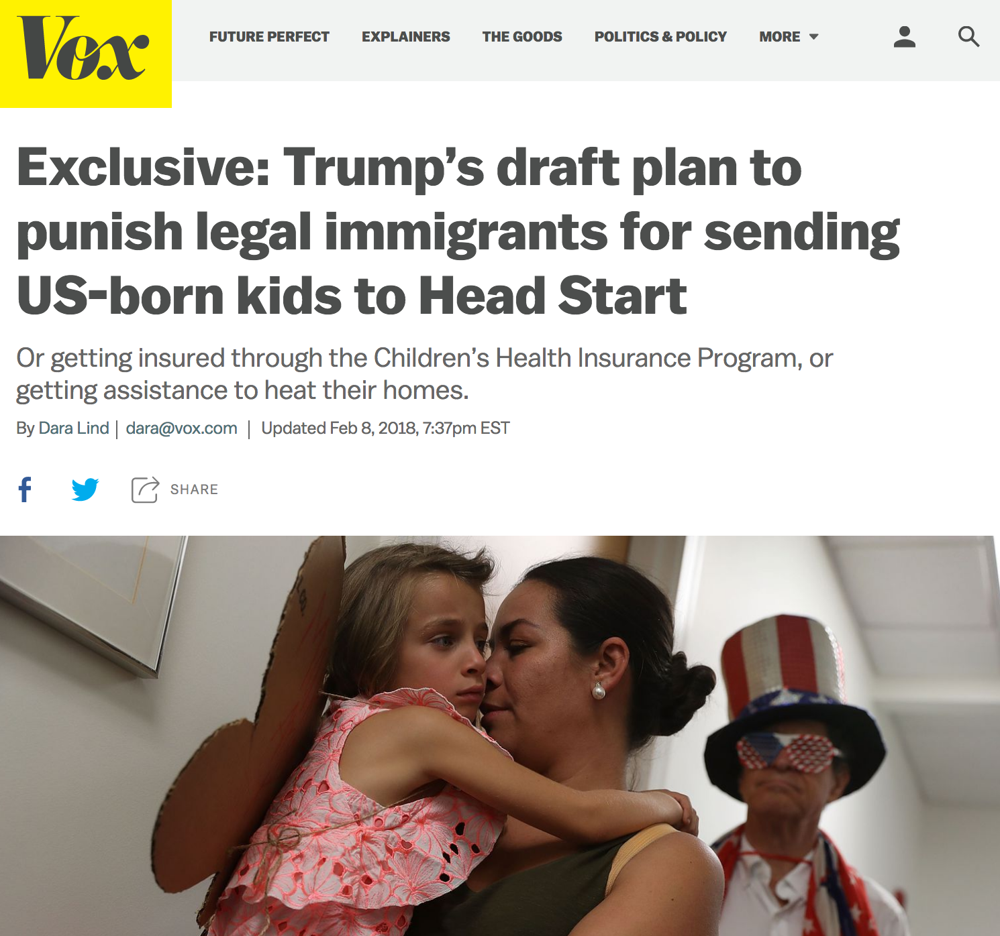 Vox
FUTURE PERFECT EXPLAINERS THE GOODS POLITICS & POLICY MORE
Exclusive: Trump’s draft plan to
punish legal immigrants for sending
US-born kids to Head Start
Or getting insured through the Children’s Health Insurance Program, or
getting assistance to heat their homes.
By Dara Lind | dara@vox.com | Updated Feb 8, 2018, 7:37pm EST
SHARE